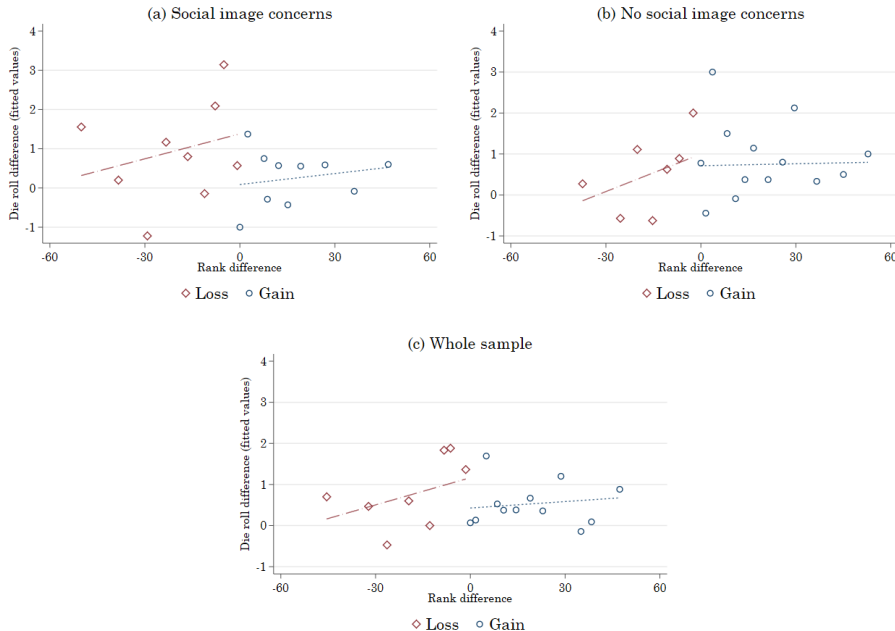 (a) Social image concerns
Die roll difference (fitted values)
4
3
2
1
0
-1
-60
-30
0
30
60
Rank difference
Loss
Gain
(b) No social image concerns
Die roll difference (fitted values)
4
3
2
1
0
-1
-60
-30
0
30
60
Rank difference
Loss
Gain
(c) Whole sample
Die roll difference (fitted values)
4
3
2
1
0
-1
-60
-30
0
30
60
Rank difference
Loss
Gain